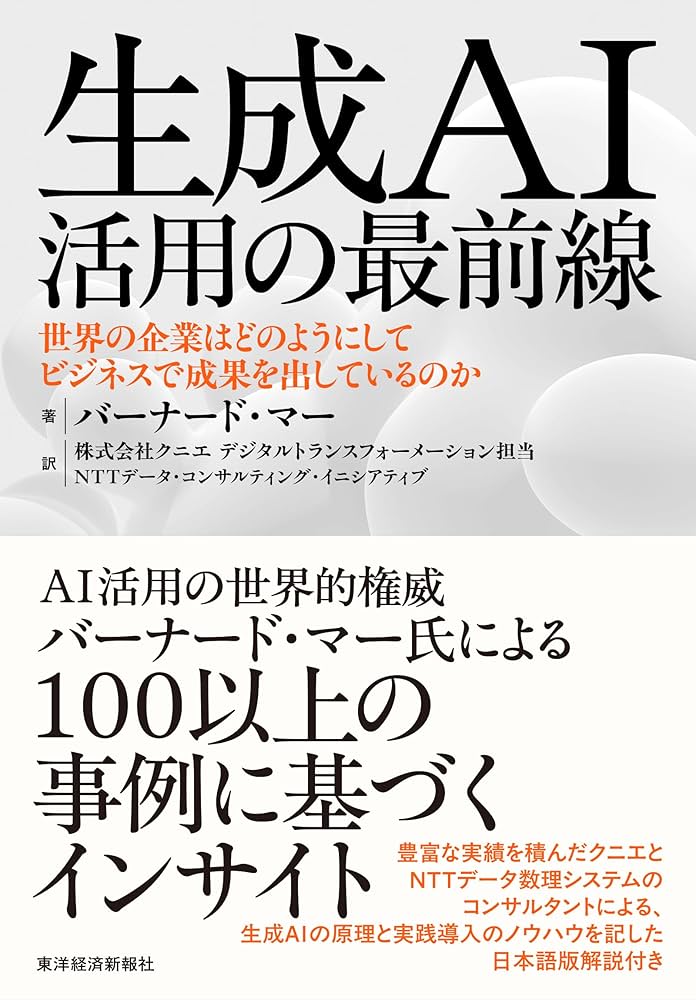 生成AI
活用の最前線
世界の企業はどのようにして
ビジネスで成果を出しているのか
著 バーナード・マー
訳 株式会社クニエ デジタルトランスフォーメーション担当
NTTデータ・コンサルティング・イニシアティブ
AI活用の世界的権威
バーナード・マー氏による
100以上の
事例に基づく
インサイト
豊富な実績を積んだクニエと
NTTデータ数理システムの
コンサルタントによる、
生成AIの原理と実践導入のノウハウを記した
日本語版解説付き
東洋経済新報社